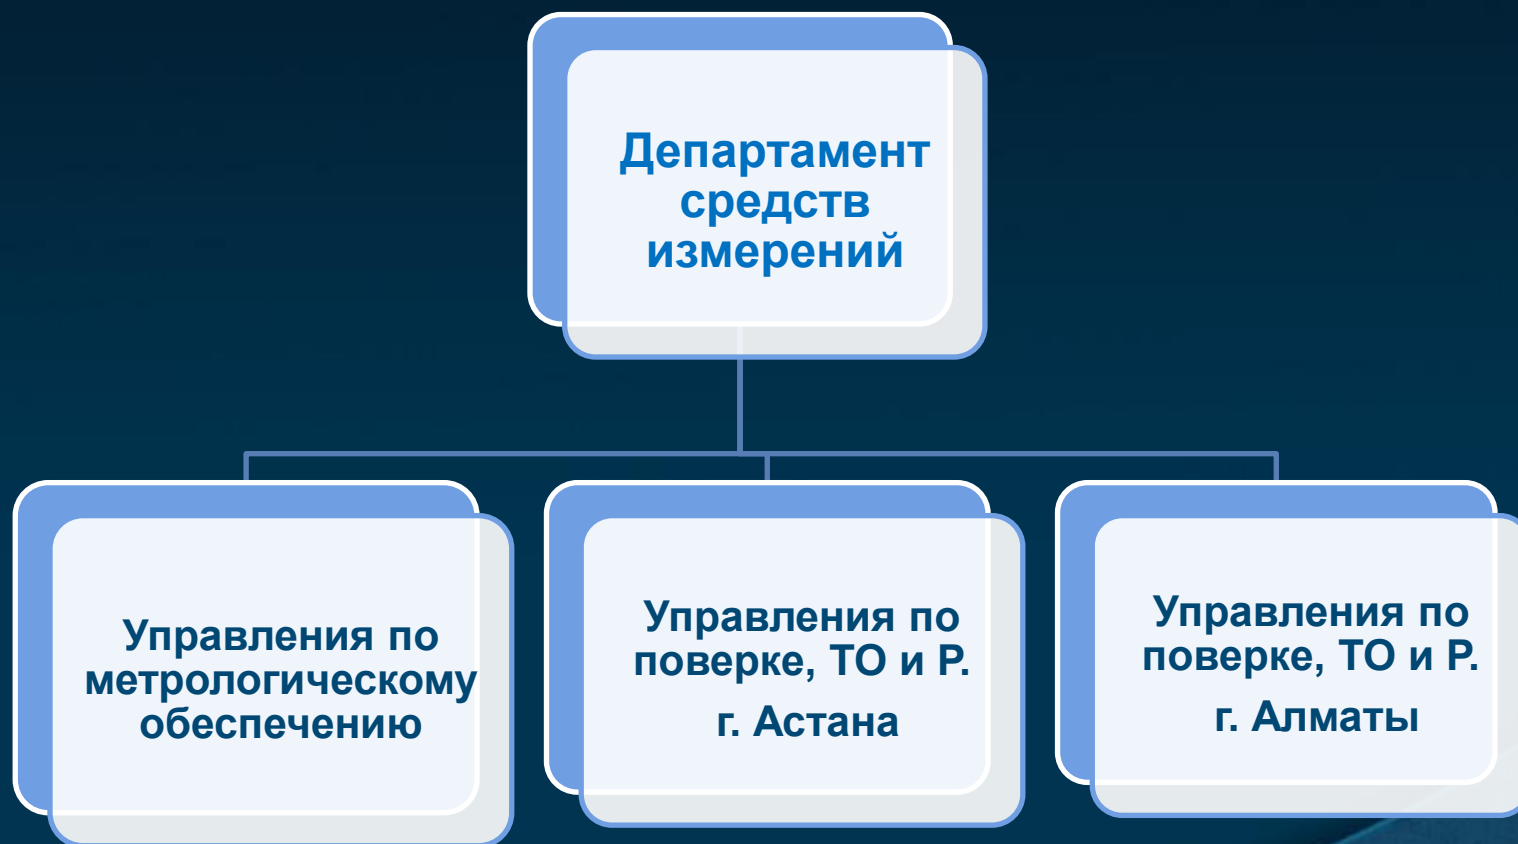 Департамент
средств
измерений
Управления по
метрологическому
обеспечению
Управления по
поверке, ТО и Р.
г. Астана
Управления по
поверке, ТО и Р.
г. Алматы